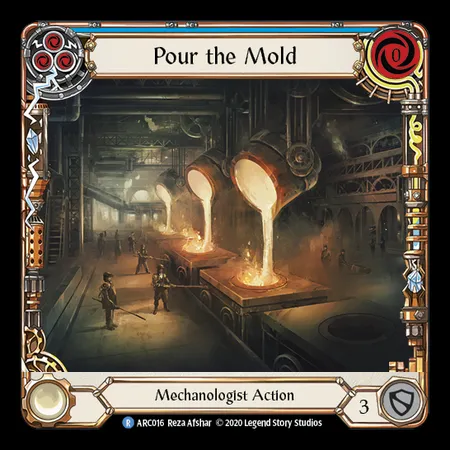 Pour the Mold
0
Mechanologist Action
3
R ARC016 Reza Afshar © 2020 Legend Story Studios